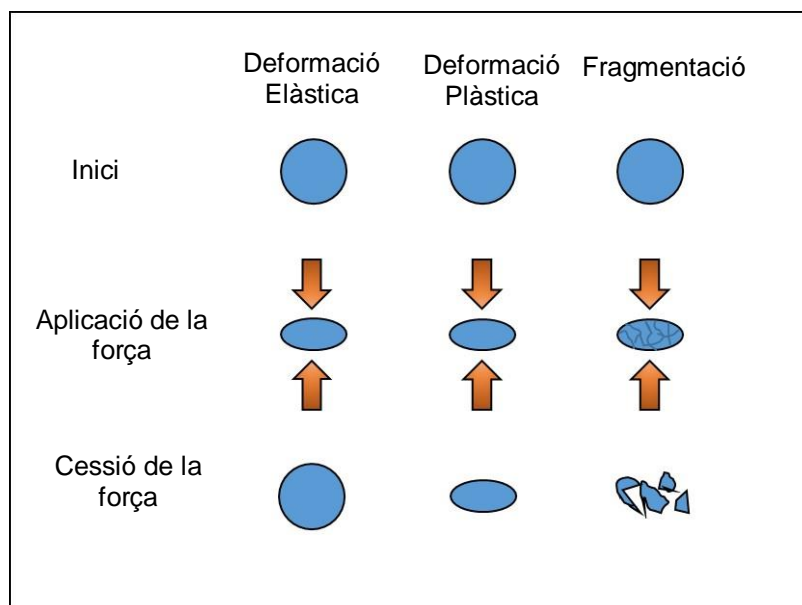 Deformació
Elàstica
Deformació
Plàstica
Fragmentació
Inici
Aplicació de la
força
Cessió de la
força